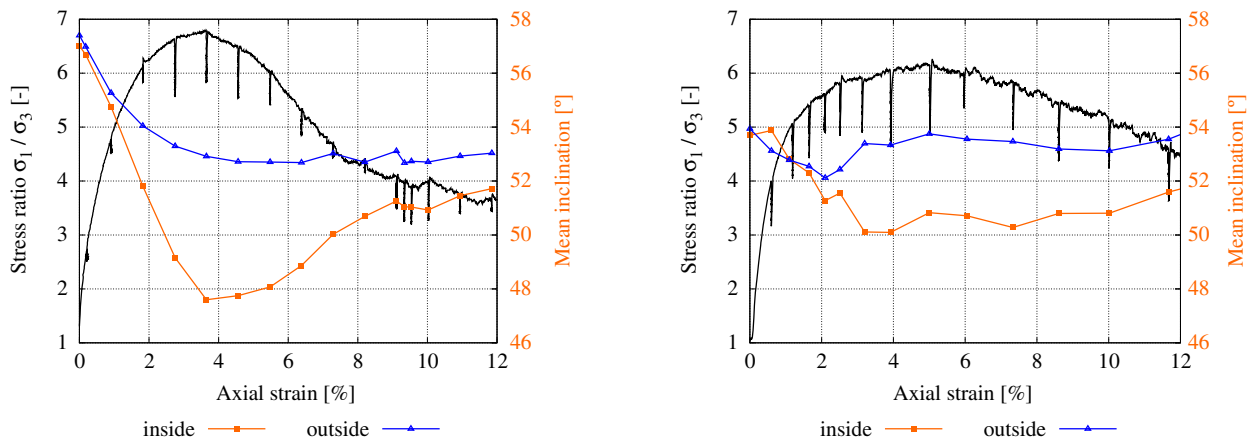 7
6
5
4
3
2
1
Stress ratio σ1 / σ3 [-]
58
56
54
52
50
48
46
Mean inclination [°]
0 2 4 6 8 10 12
Axial strain [%]
inside outside
7
6
5
4
3
2
1
Stress ratio σ1 / σ3 [-]
58
56
54
52
50
48
46
Mean inclination [°]
0 2 4 6 8 10 12
Axial strain [%]
inside outside